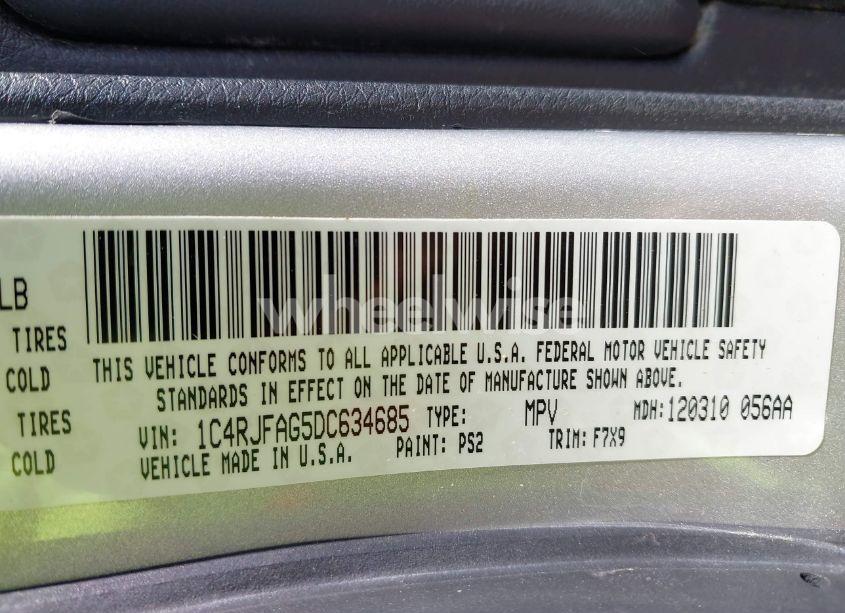 LB
TIRES
COLD
TIRES
COLD
wheelwise
THIS VEHICLE CONFORMS TO ALL APPLICABLE U.S.A. FEDERAL MOTOR VEHICLE SAFETY
STANDARDS IN EFFECT ON THE DATE OF MANUFACTURE SHOWN ABOVE.
VIN: 1C4RJFAG5DC634685 TYPE: MPV MDH:120310 056AA
VEHICLE MADE IN U.S.A. PAINT: PS2 TRIM: F7X9